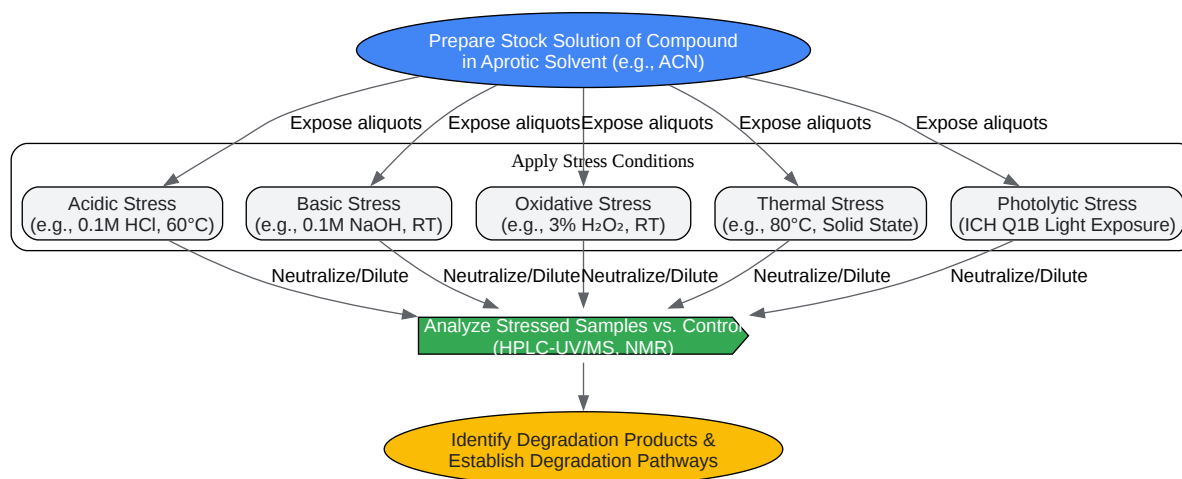 Prepare Stock Solution of Compound
in Aprotic Solvent (e.g., ACN)
Expose aliquots
Expose aliquots
Expose aliquots
Expose aliquots
Expose aliquots
Apply Stress Conditions
Acidic Stress
(e.g., 0.1M HCl, 60°C)
Basic Stress
(e.g., 0.1M NaOH, RT)
Oxidative Stress
(e.g., 3% H₂O₂, RT)
Thermal Stress
(e.g., 80°C, Solid State)
Photolytic Stress
(ICH Q1B Light Exposure)
Neutralize/Dilute
Neutralize/Dilute
Neutralize/Dilute
Neutralize/Dilute
Neutralize/Dilute
Analyze Stressed Samples vs. Control
(HPLC-UV/MS, NMR)
Identify Degradation Products &
Establish Degradation Pathways